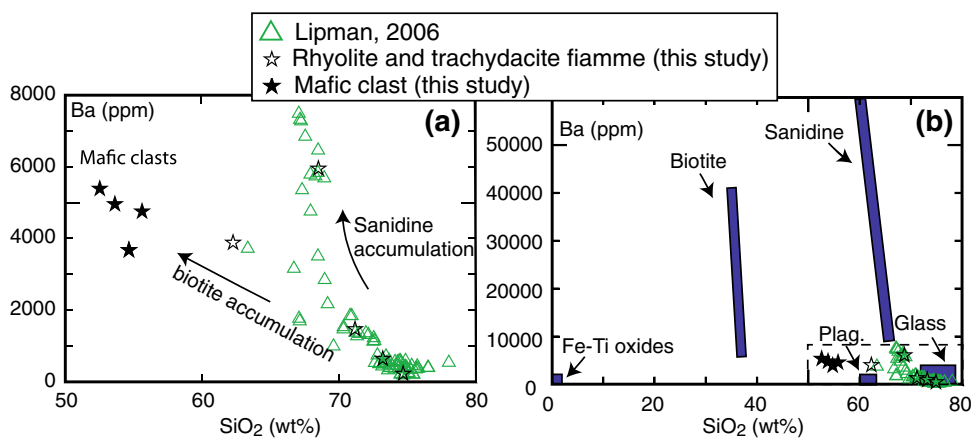 Lipman, 2006
Rhyolite and trachydacite fiamme (this study)
Mafic clast (this study)
8000
6000
4000
2000
0
Ba (ppm)
(a)
Mafic clasts
Sanidine
accumulation
biotite accumulation
50
60
70
80
SiO2 (wt%)
50000
40000
30000
20000
10000
0
Ba (ppm)
(b)
Sanidine
Biotite
Fe-Ti oxides
Plag.
Glass
0
20
40
60
80
SiO2 (wt%)